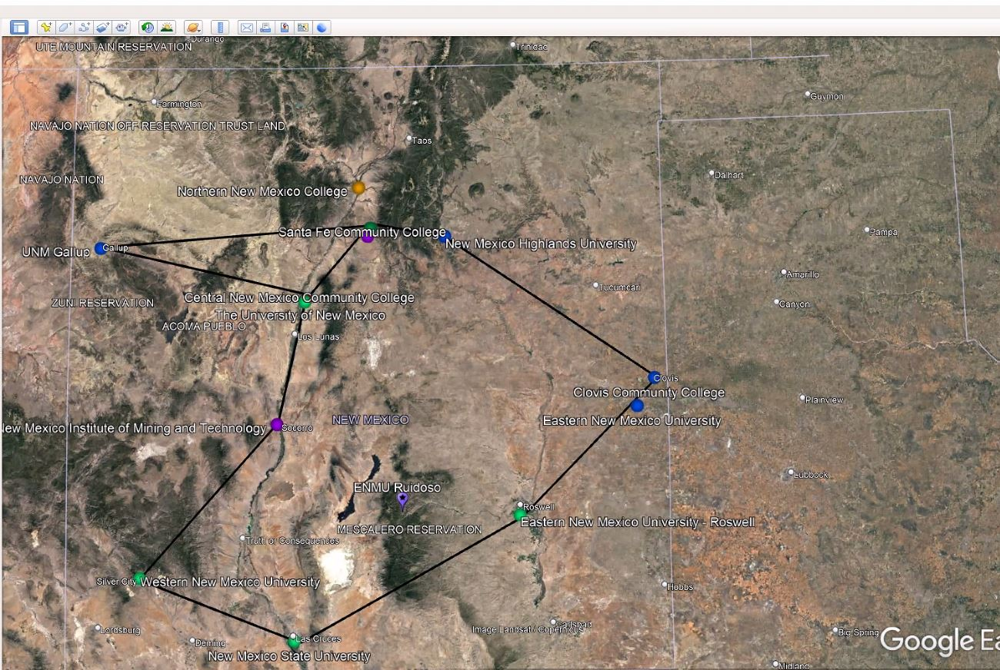 Durango
UTE MOUNTAIN RESERVATION
Trinidad
Guymon
Farmington
NAVAJO NATION OFF-RESERVATION TRUST LAND
Taos
NAVAJO NATION
Dalhart
Northern New Mexico College
Santa Fe Community College
Pampa
New Mexico Highlands University
UNM Gallup
Gallup
Amarillo
Tucumcari
Central New Mexico Community College
ZUNI RESERVATION
Canyon
The University of New Mexico
ACOMA PUEBLO
Los Lunas
Clovis
Clovis Community College
Plainview
Eastern New Mexico University
NEW MEXICO
New Mexico Institute of Mining and Technology
Socorro
Lubbock
ENMU Ruidoso
Roswell
Eastern New Mexico University - Roswell
MESCALERO RESERVATION
Truth or Consequences
Silver City
Western New Mexico University
Hobbs
Carlsbad
Image Landsat / Copernicus
Lordsburg
Big Spring
Las Cruces
Deming
Google Ea
New Mexico State University
Midland